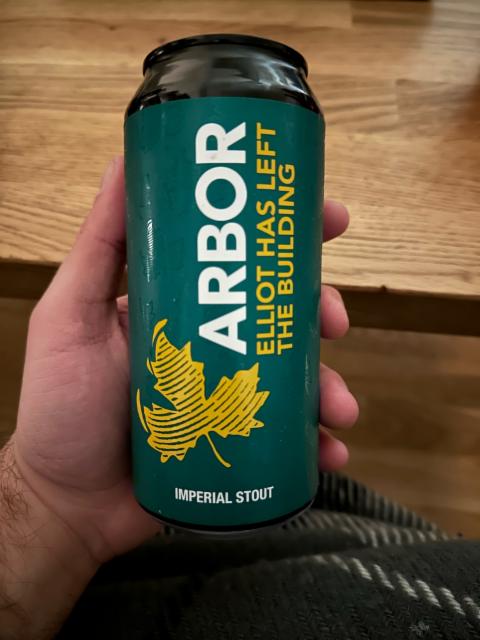 ARBOR
ELLIOT HAS LEFT
THE BUILDING
IMPERIAL STOUT